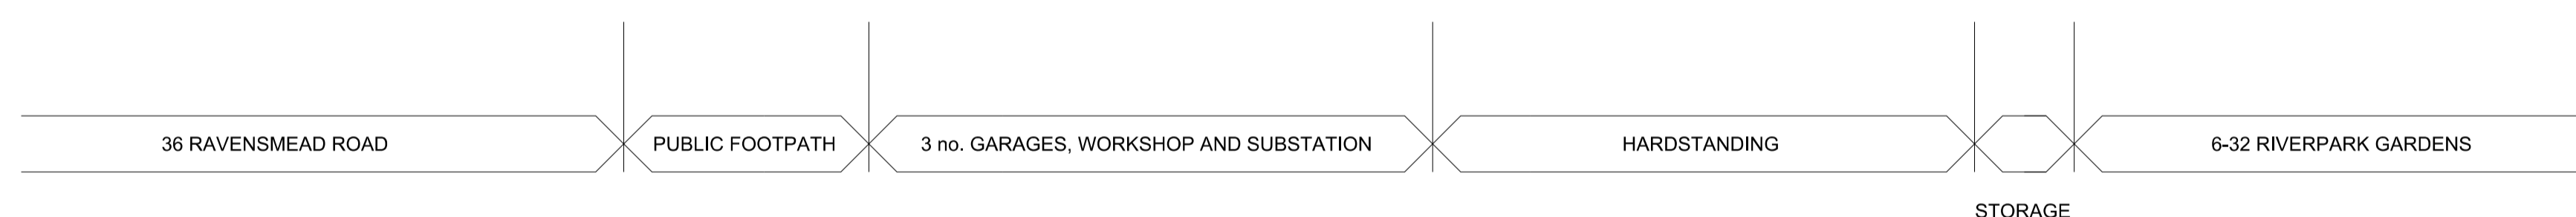 36 RAVENSMEAD ROAD
PUBLIC FOOTPATH
3 no. GARAGES, WORKSHOP AND SUBSTATION
HARDSTANDING
6-32 RIVERPARK GARDENS
STORAGE